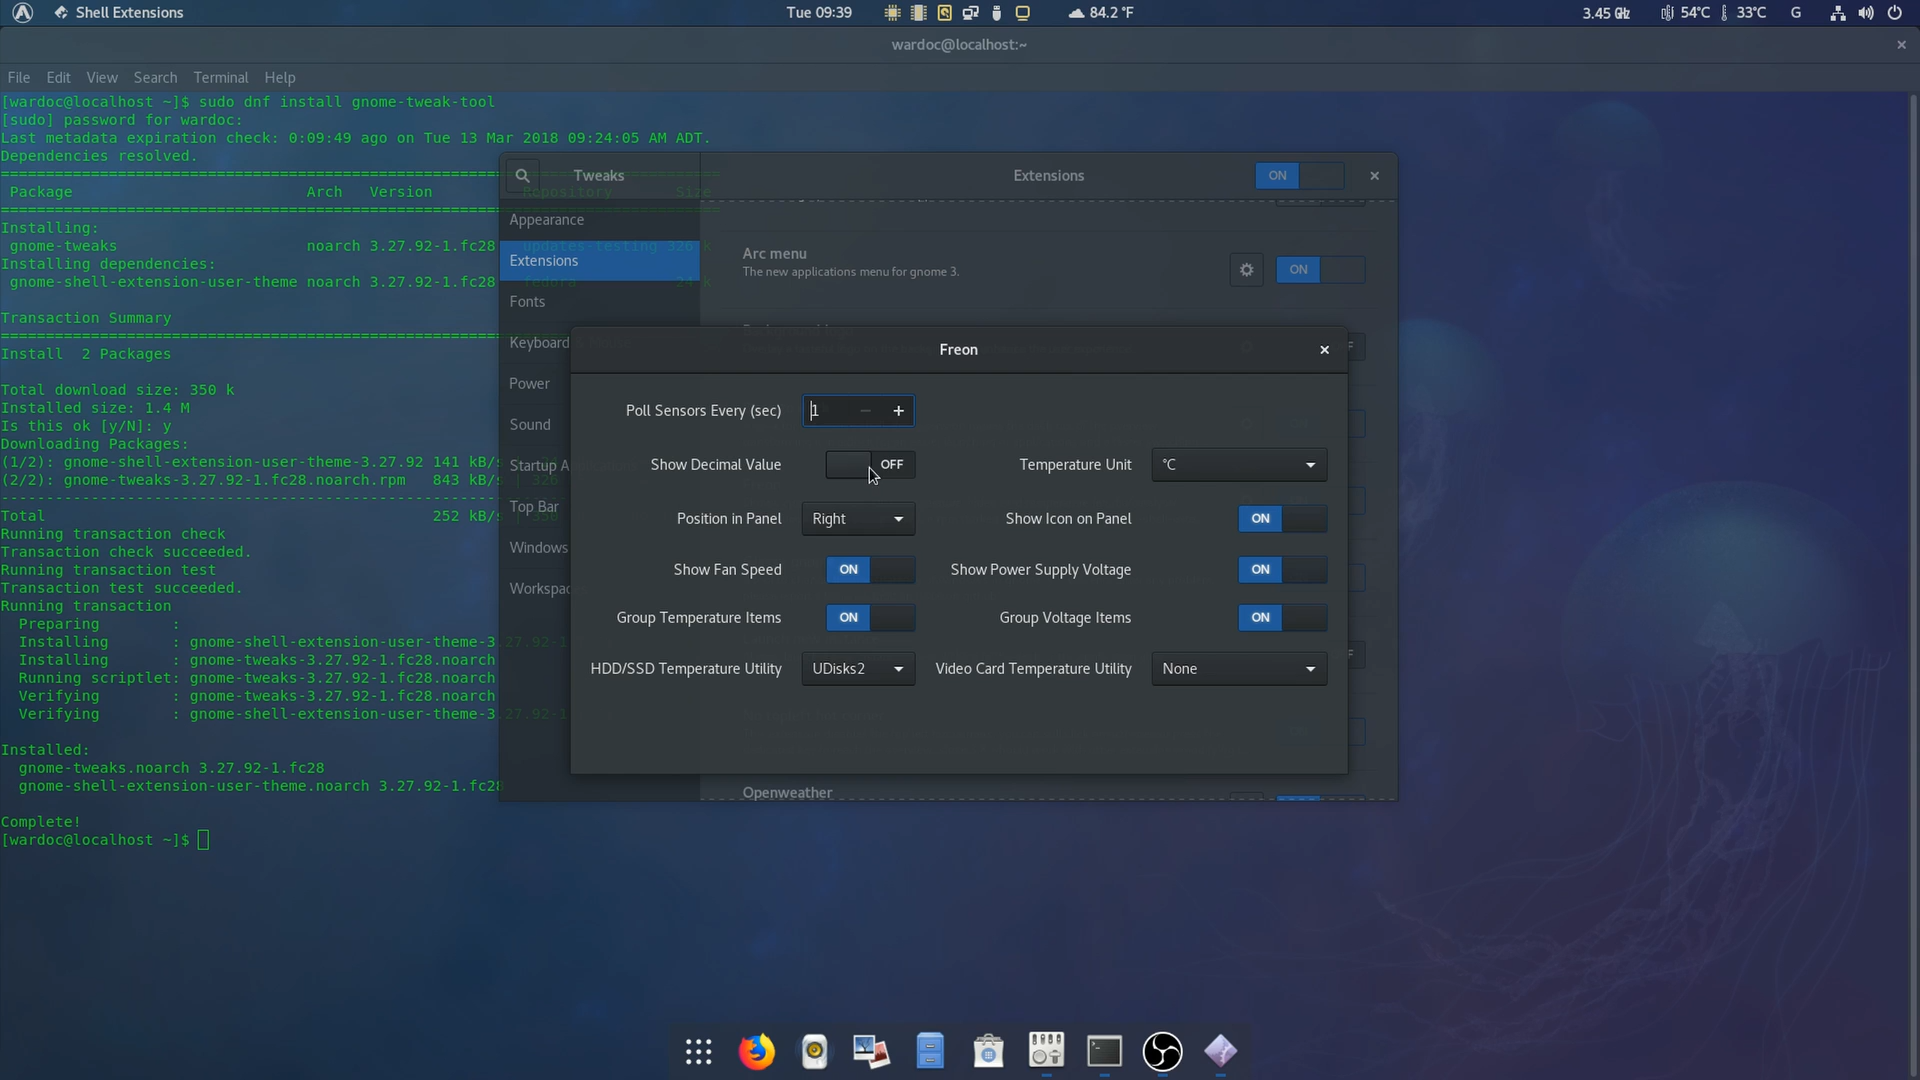 Shell Extensions
Tue 09:39
84.2 °F
3.45 GHz
54°C
33°C
G
wardoc@localhost:~
File Edit View Search Terminal Help
[wardoc@localhost ~]$ sudo dnf install gnome-tweak-tool
[sudo] password for wardoc:
Last metadata expiration check: 0:09:49 ago on Tue 13 Mar 2018 09:24:05 AM ADT.
Dependencies resolved.
Package Arch Version Repository Size
Installing:
gnome-tweaks noarch 3.27.92-1.fc28 updates-testing 326 k
Installing dependencies:
gnome-shell-extension-user-theme noarch 3.27.92-1.fc28 fedora 24 k
Transaction Summary
Install 2 Packages
Total download size: 350 k
Installed size: 1.4 M
Is this ok [y/N]: y
Downloading Packages:
(1/2): gnome-shell-extension-user-theme-3.27.92 141 kB/s
(2/2): gnome-tweaks-3.27.92-1.fc28.noarch.rpm 843 kB/s
Total 252 kB/s
Running transaction check
Transaction check succeeded.
Running transaction test
Transaction test succeeded.
Running transaction
Preparing :
Installing : gnome-shell-extension-user-theme-3.27.92-1
Installing : gnome-tweaks-3.27.92-1.fc28.noarch
Running scriptlet: gnome-tweaks-3.27.92-1.fc28.noarch
Verifying : gnome-tweaks-3.27.92-1.fc28.noarch
Verifying : gnome-shell-extension-user-theme-3.27.92-1
Installed:
gnome-tweaks.noarch 3.27.92-1.fc28
gnome-shell-extension-user-theme.noarch 3.27.92-1.fc28
Complete!
[wardoc@localhost ~]$
Tweaks
Extensions
ON
Appearance
Extensions
Fonts
Keyboard
Power
Sound
Startup A
Top Bar
Windows
Workspac
Arc menu
The new applications menu for gnome 3.
ON
Openweather
Freon
Poll Sensors Every (sec) 1 − +
Show Decimal Value OFF
Temperature Unit °C
Position in Panel Right
Show Icon on Panel ON
Show Fan Speed ON
Show Power Supply Voltage ON
Group Temperature Items ON
Group Voltage Items ON
HDD/SSD Temperature Utility UDisks2
Video Card Temperature Utility None